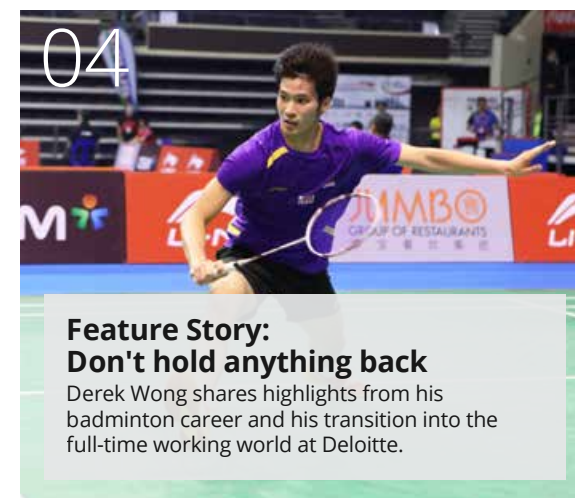 04
JUMBO
GROUP OF RESTAURANTS
Feature Story:
Don't hold anything back
Derek Wong shares highlights from his
badminton career and his transition into the
full-time working world at Deloitte.